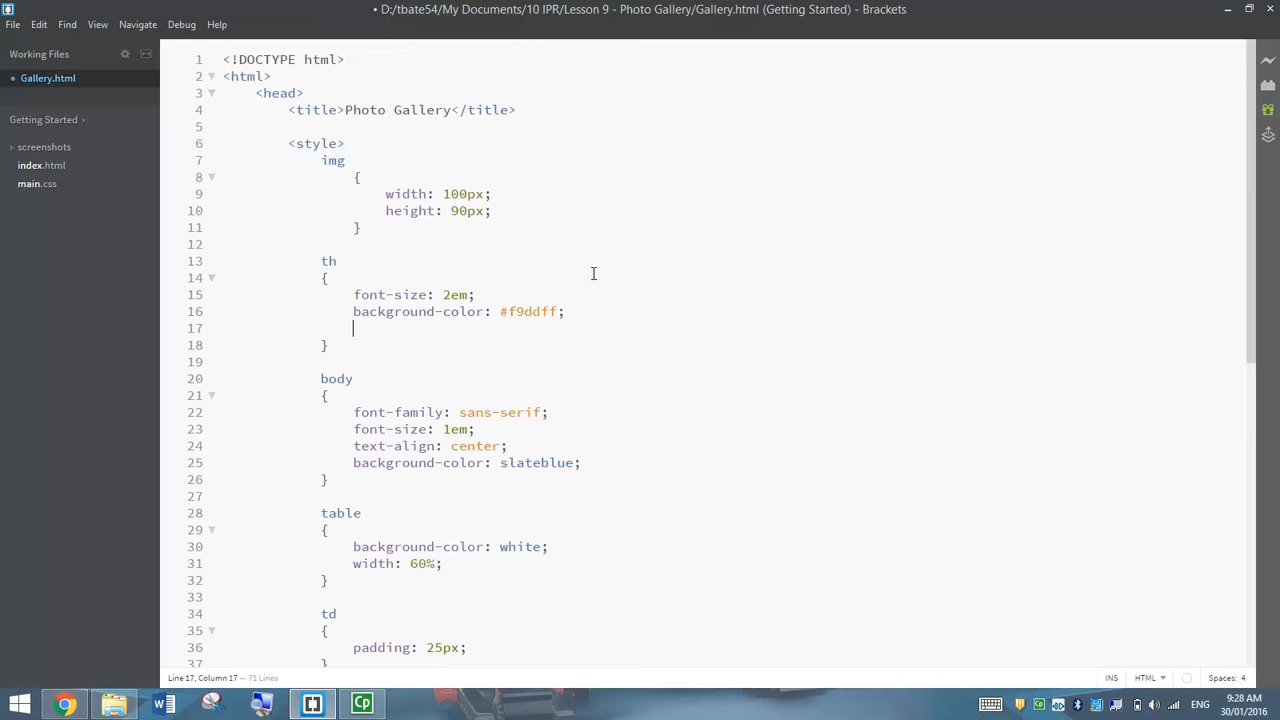 • D:/tbate54/My Documents/10 IPR/Lesson 9 - Photo Gallery/Gallery.html (Getting Started) - Brackets
File Edit Find View Navigate Debug Help
Working Files
• Gallery.html
Getting Started
screenshots
index.html
main.css
1 <!DOCTYPE html>
2 <html>
3 <head>
4 <title>Photo Gallery</title>
5
6 <style>
7 img
8 {
9 width: 100px;
10 height: 90px;
11 }
12
13 th
14 {
15 font-size: 2em;
16 background-color: #f9ddff;
17
18 }
19
20 body
21 {
22 font-family: sans-serif;
23 font-size: 1em;
24 text-align: center;
25 background-color: slateblue;
26 }
27
28 table
29 {
30 background-color: white;
31 width: 60%;
32 }
33
34 td
35 {
36 padding: 25px;
37 }
Line 17, Column 17 — 71 Lines
INS HTML Spaces: 4
Cp
ENG
9:28 AM
30/01/2016